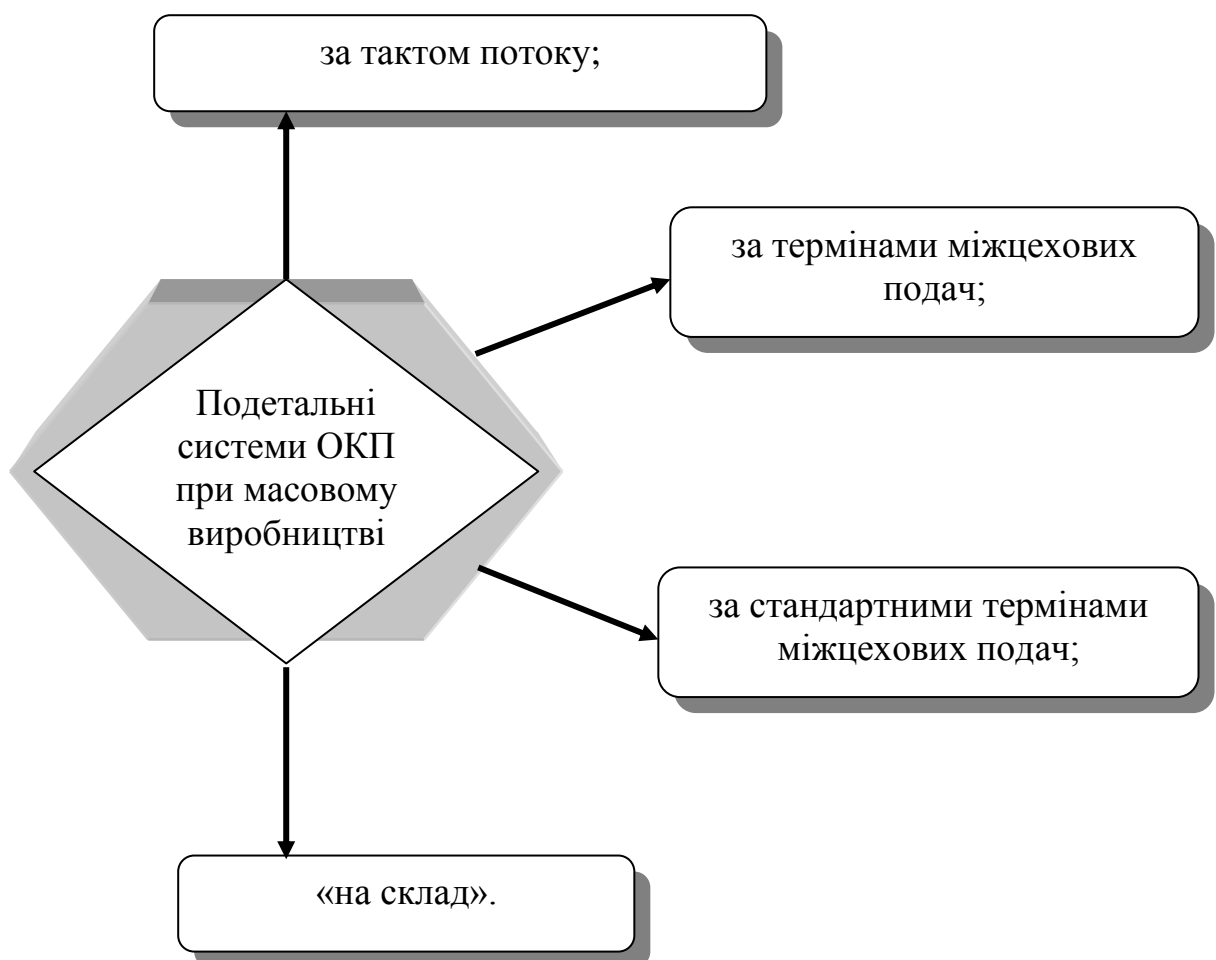 за тактом потоку;
за термінами міжцехових
подач;
Подетальні
системи ОКП
при масовому
виробництві
за стандартними термінами
міжцехових подач;
«на склад».